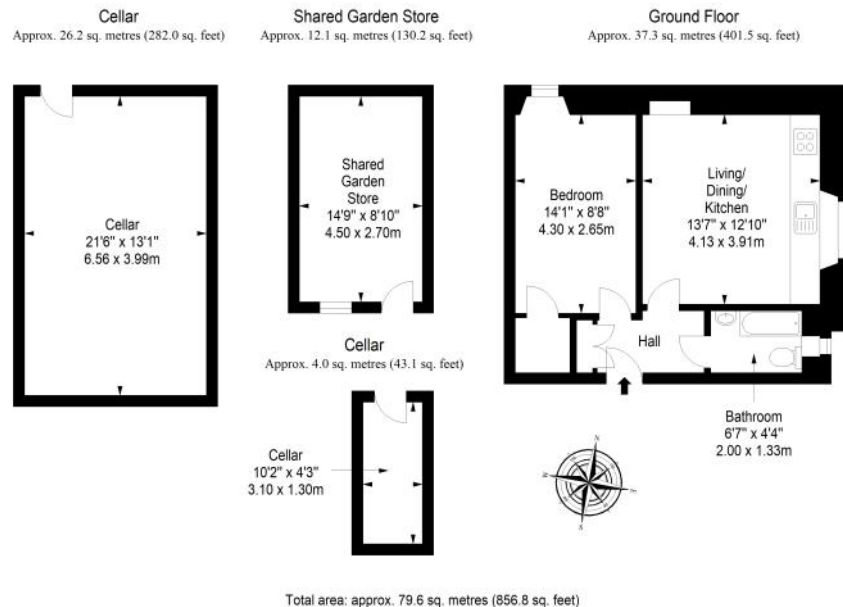 Cellar
Approx. 26.2 sq. metres (282.0 sq. feet)
Shared Garden Store
Approx. 12.1 sq. metres (130.2 sq. feet)
Ground Floor
Approx. 37.3 sq. metres (401.5 sq. feet)
Cellar
21'6" x 13'1"
6.56 x 3.99m
Shared
Garden
Store
14'9" x 8'10"
4.50 x 2.70m
Bedroom
14'1" x 8'8"
4.30 x 2.65m
Living/
Dining/
Kitchen
13'7" x 12'10"
4.13 x 3.91m
Hall
Cellar
Approx. 4.0 sq. metres (43.1 sq. feet)
Cellar
10'2" x 4'3"
3.10 x 1.30m
Bathroom
6'7" x 4'4"
2.00 x 1.33m
N
W
E
S
Total area: approx. 79.6 sq. metres (856.8 sq. feet)